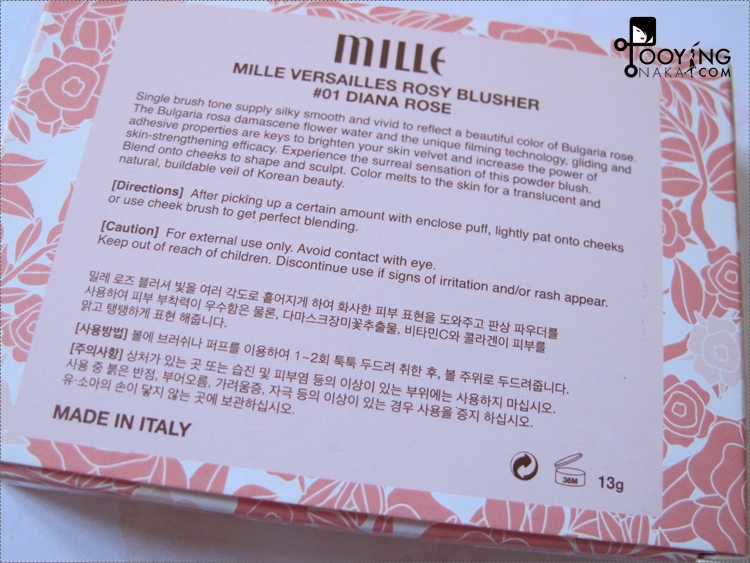 TOOYING
NAKA.COM
MILLE
MILLE VERSAILLES ROSY BLUSHER
#01 DIANA ROSE
Single brush tone supply silky smooth and vivid to reflect a beautiful color of Bulgaria rose.
The Bulgaria rosa damascene flower water and the unique filming technology, gliding and
adhesive properties are keys to brighten your skin velvet and increase the power of
skin-strengthening efficacy. Experience the surreal sensation of this powder blush.
Blend onto cheeks to shape and sculpt. Color melts to the skin for a translucent and
natural, buildable veil of Korean beauty.
[Directions] After picking up a certain amount with enclose puff, lightly pat onto cheeks
or use cheek brush to get perfect blending.
[Caution] For external use only. Avoid contact with eye.
Keep out of reach of children. Discontinue use if signs of irritation and/or rash appear.
밀레 로즈 블러셔 빛을 여러 각도로 흩어지게 하여 화사한 피부 표현을 도와주고 판상 파우더를
사용하여 피부 부착력이 우수함은 물론, 다마스크장미꽃추출물, 비타민C와 콜라겐이 피부를
맑고 탱탱하게 표현 해줍니다.
[사용방법] 볼에 브러쉬나 퍼프를 이용하여 1~2회 톡톡 두드려 취한 후, 볼 주위로 두드려줍니다.
[주의사항] 상처가 있는 곳 또는 습진 및 피부염 등의 이상이 있는 부위에는 사용하지 마십시오.
사용 중 붉은 반점, 부어오름, 가려움증, 자극 등의 이상이 있는 경우 사용을 중지 하십시오.
유·소아의 손이 닿지 않는 곳에 보관하십시오.
MADE IN ITALY
36M
13g